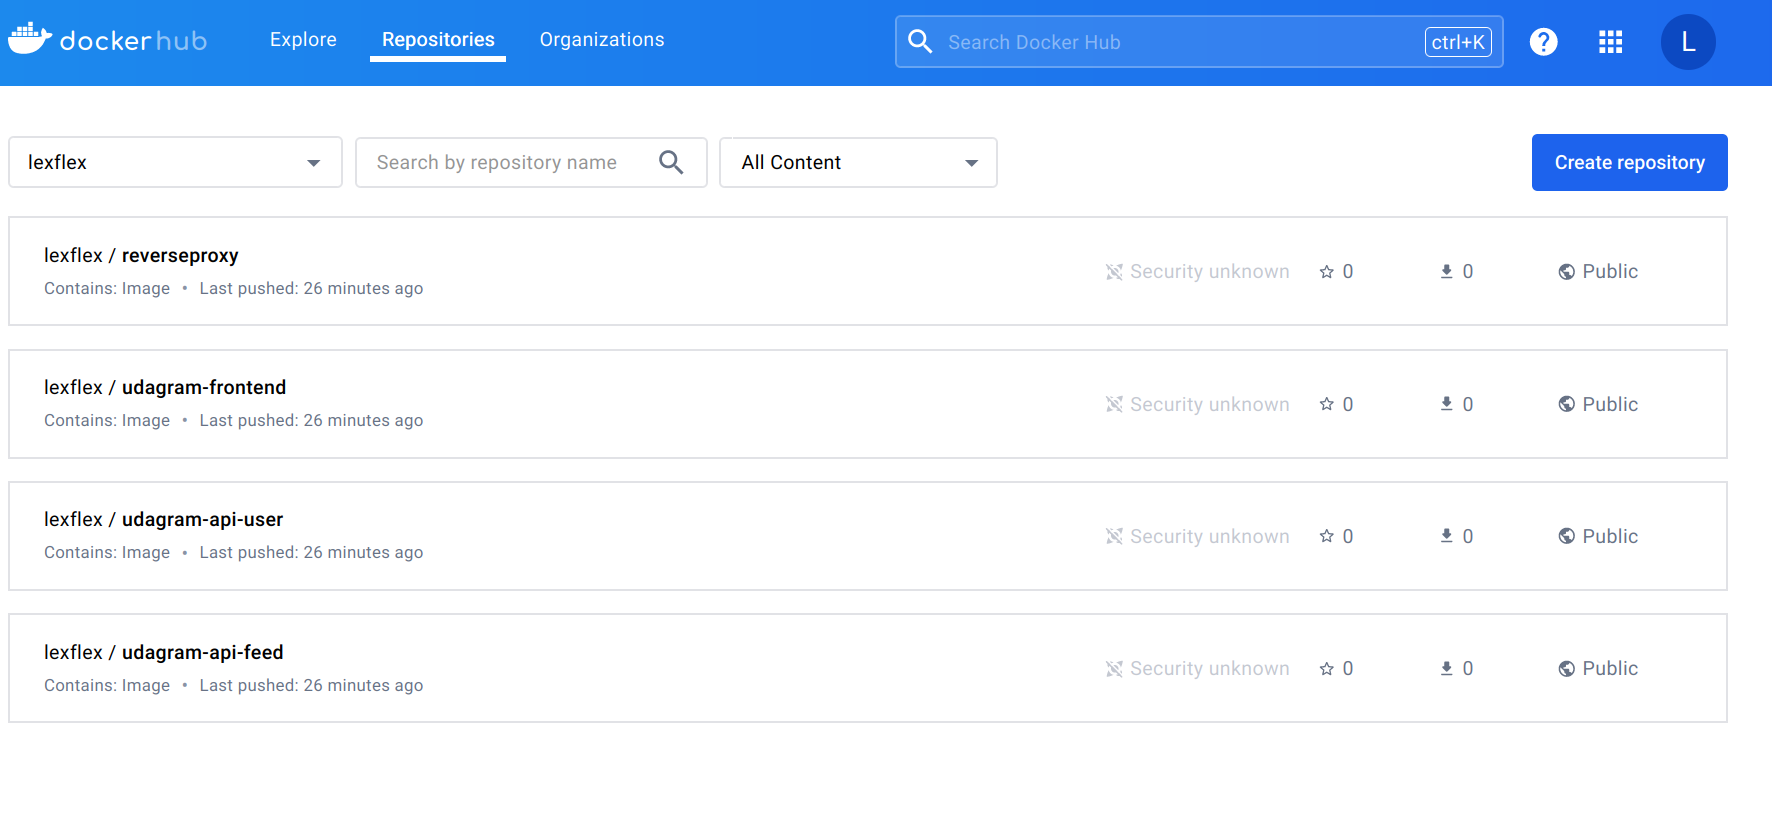 dockerhub Explore Repositories Organizations Search Docker Hub ctrl+K ? L
lexflex Search by repository name All Content Create repository
lexflex / reverseproxy
Contains: Image • Last pushed: 26 minutes ago
Security unknown 0 0 Public
lexflex / udagram-frontend
Contains: Image • Last pushed: 26 minutes ago
Security unknown 0 0 Public
lexflex / udagram-api-user
Contains: Image • Last pushed: 26 minutes ago
Security unknown 0 0 Public
lexflex / udagram-api-feed
Contains: Image • Last pushed: 26 minutes ago
Security unknown 0 0 Public